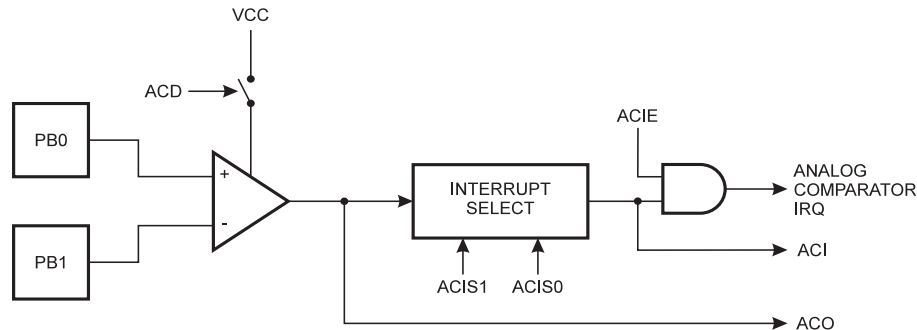 VCC
ACD
PB0
ACIE
+
INTERRUPT
SELECT
ANALOG
COMPARATOR
IRQ
-
PB1
ACI
ACIS1 ACIS0
ACO